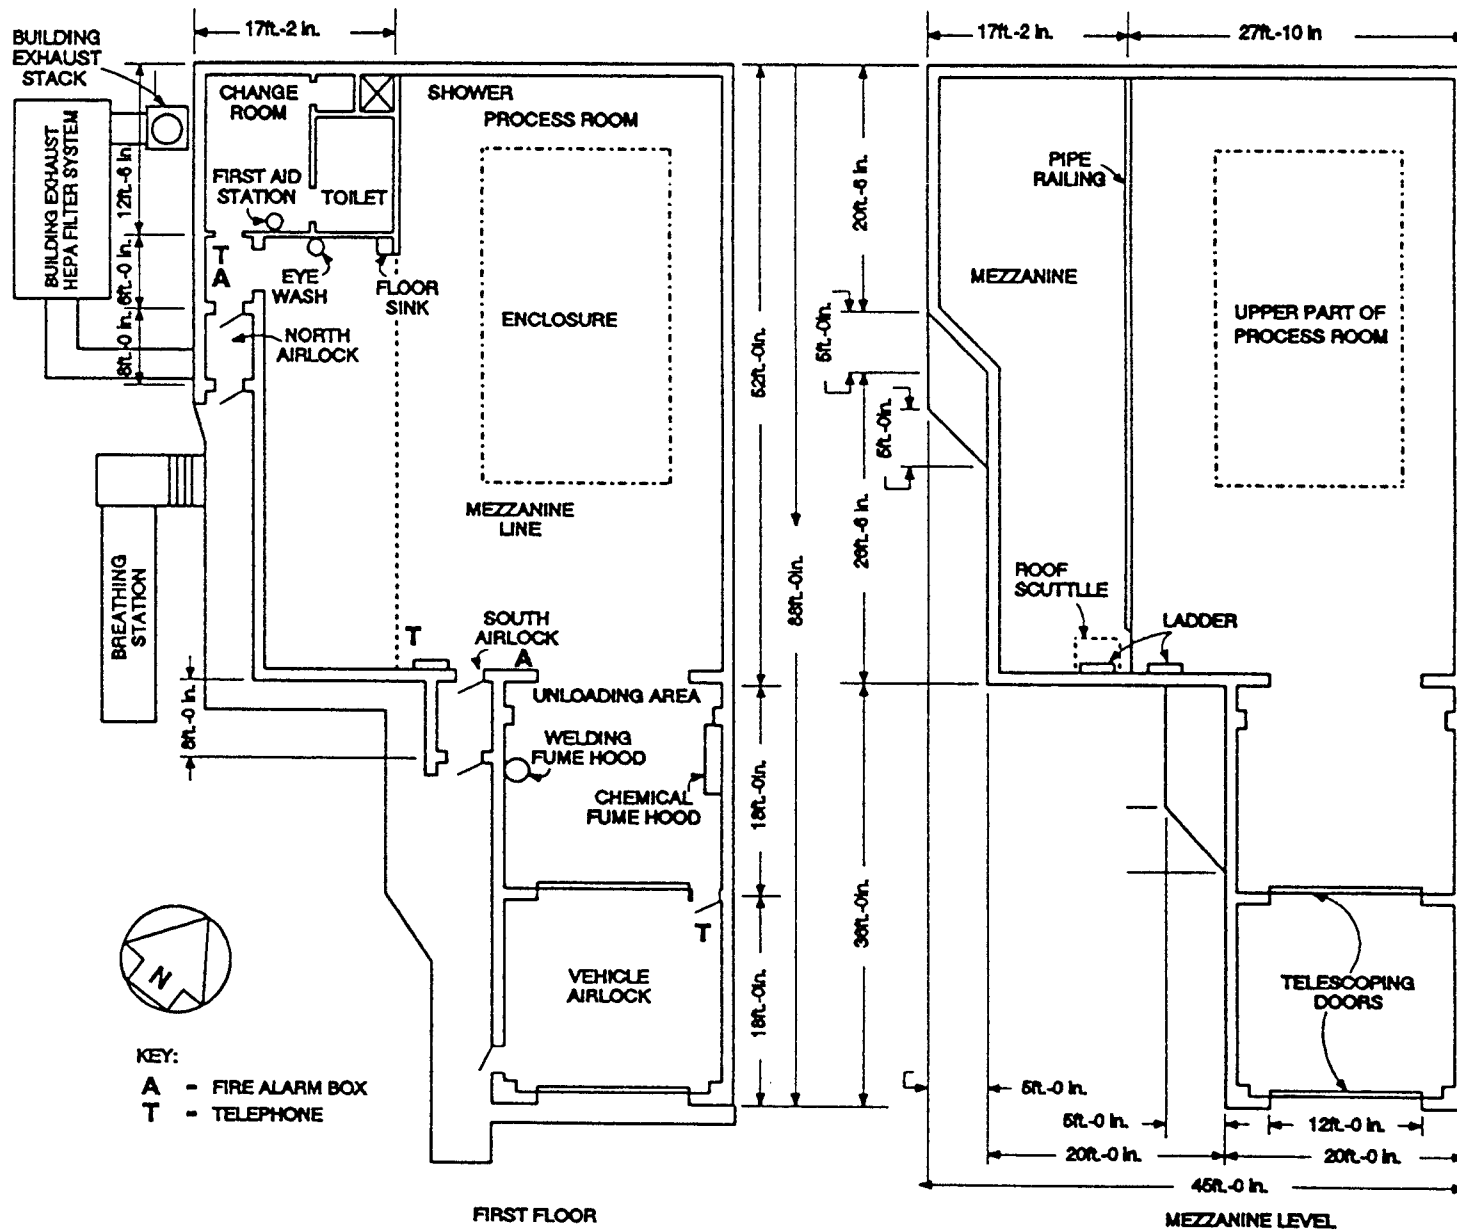 17ft.-2 in.
17ft.-2 in.
27ft.-10 in
BUILDING
EXHAUST
STACK
CHANGE
ROOM
SHOWER
PROCESS ROOM
BUILDING EXHAUST
HEPA FILTER SYSTEM
12ft.-6 in.
FIRST AID
STATION
TOILET
PIPE
RAILING
20ft.-6 in.
T
A
6ft.-0 in.
EYE
WASH
FLOOR
SINK
MEZZANINE
ENCLOSURE
UPPER PART OF
PROCESS ROOM
NORTH
AIRLOCK
8ft.-0 in.
5ft.-0in.
52ft.-0in.
5ft.-0in.
MEZZANINE
LINE
26ft.-6 in.
BREATHING
STATION
88ft.-0in.
ROOF
SCUTTLLE
LADDER
SOUTH
AIRLOCK
T
A
UNLOADING AREA
8ft.-0 in.
WELDING
FUME HOOD
CHEMICAL
FUME HOOD
18ft.-0in.
36ft.-0in.
T
N
VEHICLE
AIRLOCK
18ft.-0in.
TELESCOPING
DOORS
KEY:
A - FIRE ALARM BOX
T - TELEPHONE
5ft.-0 in.
5ft.-0 in.
12ft.-0 in.
20ft.-0 in.
20ft.-0 in.
45ft.-0 in.
FIRST FLOOR
MEZZANINE LEVEL